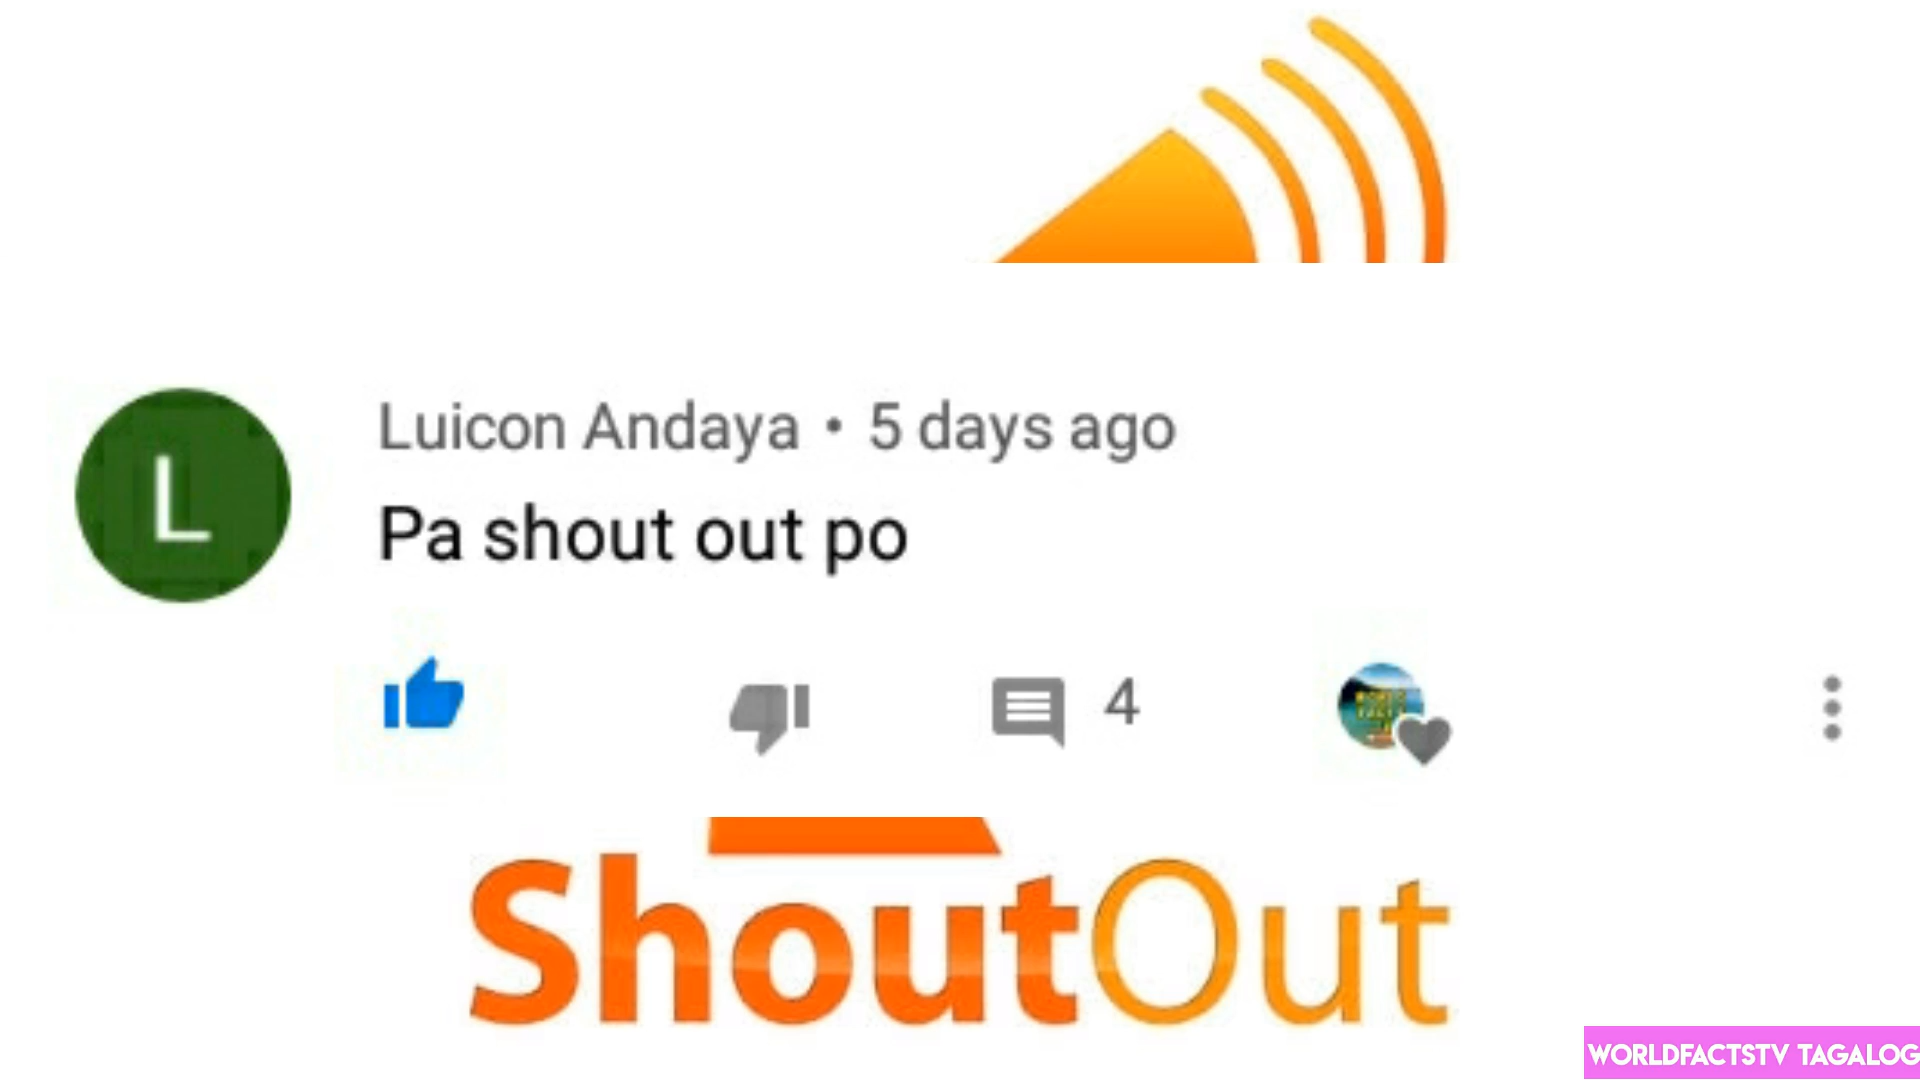 L
Luicon Andaya • 5 days ago
Pa shout out po
4
ShoutOut
WORLDFACTSTV TAGALOG